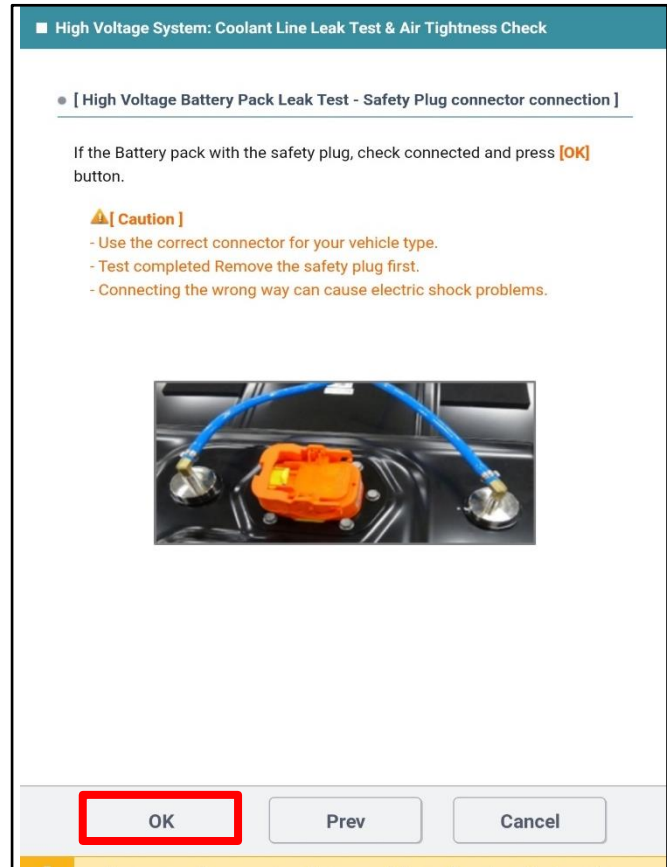 High Voltage System: Coolant Line Leak Test & Air Tightness Check
[ High Voltage Battery Pack Leak Test - Safety Plug connector connection ]
If the Battery pack with the safety plug, check connected and press [OK]
button.
[ Caution ]
- Use the correct connector for your vehicle type.
- Test completed Remove the safety plug first.
- Connecting the wrong way can cause electric shock problems.
OK Prev Cancel